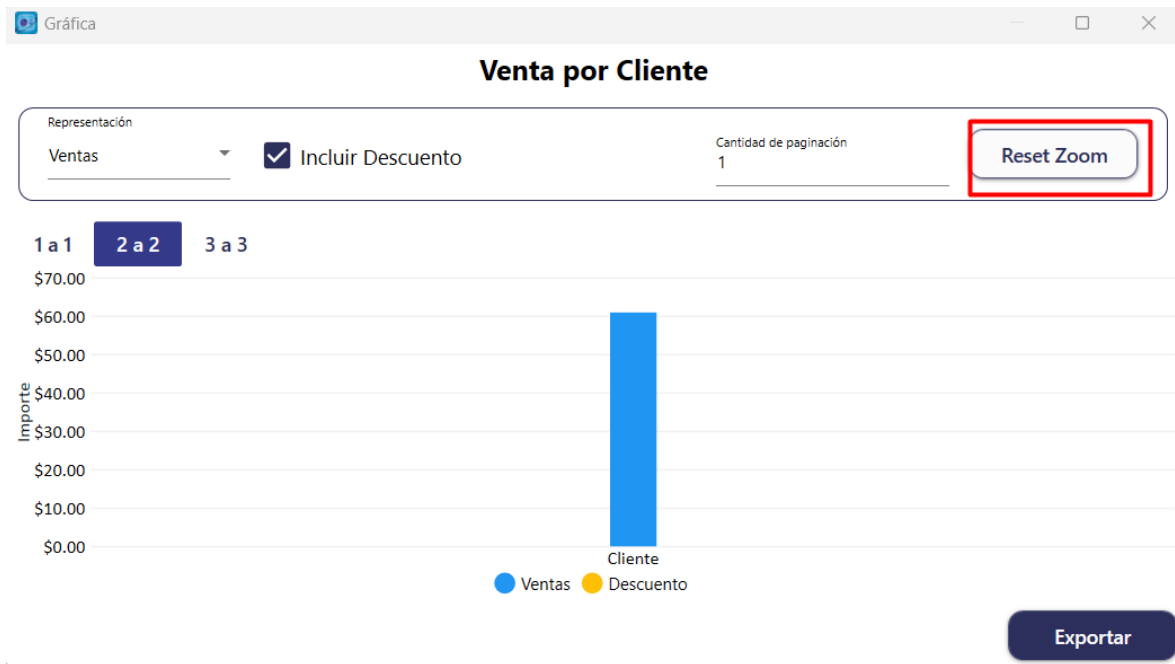 Gráfica
Venta por Cliente
Representación
Ventas
Incluir Descuento
Cantidad de paginación
1
Reset Zoom
1 a 1
2 a 2
3 a 3
$70.00
$60.00
$50.00
$40.00
$30.00
$20.00
$10.00
$0.00
Importe
Cliente
Ventas
Descuento
Exportar